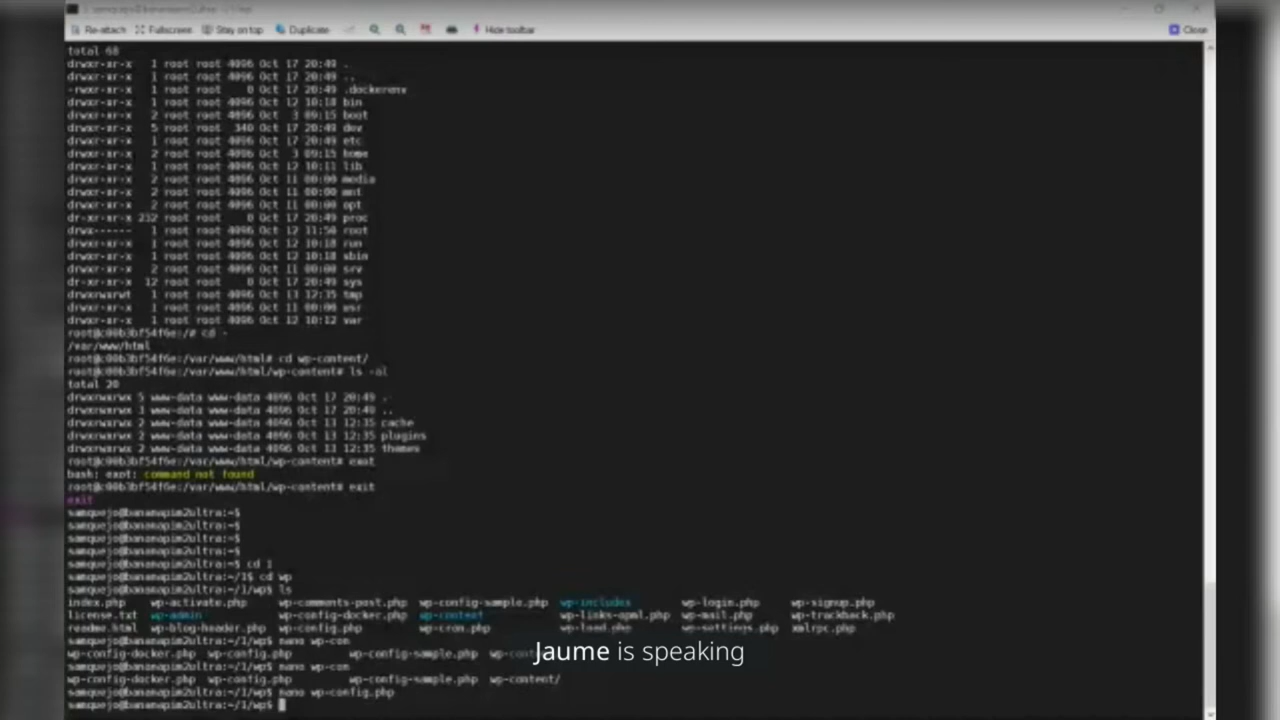 Re-attach Fullscreen Stay on top Duplicate Hide toolbar Close
total 68
drwxr-xr-x 1 root root 4096 Oct 17 20:49 .
drwxr-xr-x 1 root root 4096 Oct 17 20:49 ..
-rwxr-xr-x 1 root root 0 Oct 17 20:49 .dockerenv
drwxr-xr-x 1 root root 4096 Oct 12 10:18 bin
drwxr-xr-x 2 root root 4096 Oct 3 09:15 boot
drwxr-xr-x 5 root root 340 Oct 17 20:49 dev
drwxr-xr-x 1 root root 4096 Oct 17 20:49 etc
drwxr-xr-x 2 root root 4096 Oct 3 09:15 home
drwxr-xr-x 1 root root 4096 Oct 12 10:11 lib
drwxr-xr-x 2 root root 4096 Oct 11 00:00 media
drwxr-xr-x 2 root root 4096 Oct 11 00:00 mnt
drwxr-xr-x 2 root root 4096 Oct 11 00:00 opt
dr-xr-xr-x 232 root root 0 Oct 17 20:49 proc
drwx------ 1 root root 4096 Oct 12 11:50 root
drwxr-xr-x 1 root root 4096 Oct 12 10:18 run
drwxr-xr-x 1 root root 4096 Oct 12 10:18 sbin
drwxr-xr-x 2 root root 4096 Oct 11 00:00 srv
dr-xr-xr-x 12 root root 0 Oct 17 20:49 sys
drwxrwxrwt 1 root root 4096 Oct 13 12:35 tmp
drwxr-xr-x 1 root root 4096 Oct 11 00:00 usr
drwxr-xr-x 1 root root 4096 Oct 12 10:12 var
root@c00b3bf54f6e:/# cd -
/var/www/html
root@c00b3bf54f6e:/var/www/html# cd wp-content/
root@c00b3bf54f6e:/var/www/html/wp-content# ls -al
total 20
drwxrwxrwx 5 www-data www-data 4096 Oct 17 20:49 .
drwxrwxrwx 3 www-data www-data 4096 Oct 17 20:49 ..
drwxrwxrwx 2 www-data www-data 4096 Oct 13 12:35 cache
drwxrwxrwx 2 www-data www-data 4096 Oct 13 12:35 plugins
drwxrwxrwx 2 www-data www-data 4096 Oct 13 12:35 themes
root@c00b3bf54f6e:/var/www/html/wp-content# exot
bash: exot: command not found
root@c00b3bf54f6e:/var/www/html/wp-content# exit
exit
samquejo@bananapim2ultra:~$
samquejo@bananapim2ultra:~$
samquejo@bananapim2ultra:~$
samquejo@bananapim2ultra:~$
samquejo@bananapim2ultra:~$ cd 1
samquejo@bananapim2ultra:~/1$ cd wp
samquejo@bananapim2ultra:~/1/wp$ ls
index.php wp-activate.php wp-comments-post.php wp-config-sample.php wp-includes wp-login.php wp-signup.php
license.txt wp-admin wp-config-docker.php wp-content wp-links-opml.php wp-mail.php wp-trackback.php
readme.html wp-blog-header.php wp-config.php wp-cron.php wp-load.php wp-settings.php xmlrpc.php
samquejo@bananapim2ultra:~/1/wp$ nano wp-con
wp-config-docker.php wp-config.php wp-config-sample.php
samquejo@bananapim2ultra:~/1/wp$ nano wp-con
wp-config-docker.php wp-config.php wp-config-sample.php wp-content/
samquejo@bananapim2ultra:~/1/wp$ nano wp-config.php
samquejo@bananapim2ultra:~/1/wp$
Jaume is speaking